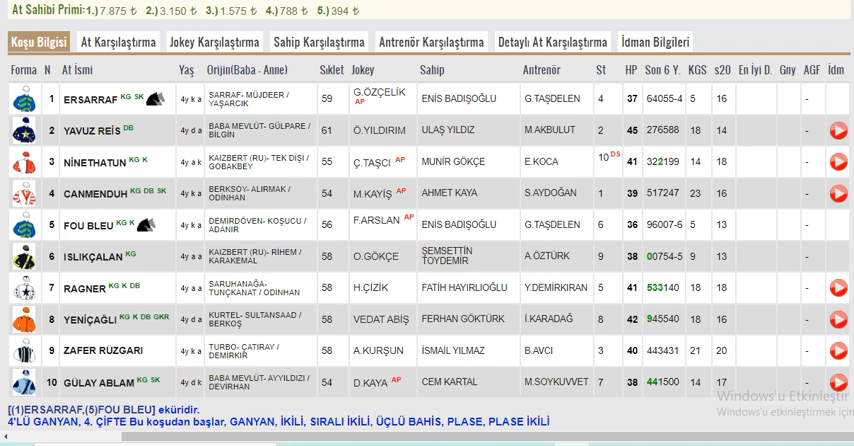 At Sahibi Primi:1.) 7.875 ₺ 2.) 3.150 ₺ 3.) 1.575 ₺ 4.) 788 ₺ 5.) 394 ₺
Koşu Bilgisi At Karşılaştırma Jokey Karşılaştırma Sahip Karşılaştırma Antrenör Karşılaştırma Detaylı At Karşılaştırma İdman Bilgileri
Forma N At İsmi Yaş Orijin(Baba - Anne) Sıklet Jokey Sahip Antrenör St HP Son 6 Y. KGS s20 En İyi D. Gny AGF İdm
1 ERSARRAF KG SK 4y k a SARRAF- MÜJDEER / YAŞARCIK 59 G.ÖZÇELİK AP ENİS BADIŞOĞLU G.TAŞDELEN 4 37 64055-4 5 16 -
2 YAVUZ REİS DB 4y d a BABA MEVLÜT- GÜLPARE / BİLGİN 61 Ö.YILDIRIM ULAŞ YILDIZ M.AKBULUT 2 45 276588 18 14 -
3 NİNETHATUN KG K 4y a k KAIZBERT (RU)- TEK DİŞİ / GOBAKBEY 55 Ç.TAŞCI AP MUNİR GÖKÇE E.KOCA 10 DS 41 322199 14 18 -
4 CANMENDUH KG DB SK 4y k a BERKSOY- ALIRMAK / ODİNHAN 54 M.KAYİŞ AP AHMET KAYA S.AYDOĞAN 1 39 517247 23 16 -
5 FOU BLEU KG K 4y k a DEMİRDÖVEN- KOŞUCU / ADANIR 56 F.ARSLAN AP ENİS BADIŞOĞLU G.TAŞDELEN 6 36 96007-6 5 13 -
6 ISLIKÇALAN KG 4y a a KAIZBERT (RU)- RİHEM / KARAKEMAL 58 O.GÖKÇE ŞEMSETTİN TOYDEMİR A.ÖZTÜRK 9 38 00754-5 9 13 -
7 RAGNER KG K DB 4y a a SARUHANAĞA- TUNÇKANAT / ODINHAN 58 H.ÇİZİK FATİH HAYIRLIOĞLU Y.DEMİRKIRAN 5 41 533140 18 18 -
8 YENİÇAĞLI KG K DB GKR 4y d a KURTEL- SULTANSAAD / BERKOŞ 58 VEDAT ABİŞ FERHAN GÖKTÜRK İ.KARADAĞ 8 42 945540 16 16 -
9 ZAFER RÜZGARI 4y k a TURBO- ÇATIRAY / DEMİRKIR 58 A.KURŞUN İSMAİL YILMAZ B.AVCI 3 40 443431 21 20 -
10 GÜLAY ABLAM KG SK 4y d k BABA MEVLÜT- AYYILDIZI / DEVİRHAN 54 D.KAYA AP CEM KARTAL M.SOYKUVVET 7 38 441500 14 17 -
Windows'u Etkinleştir
Windows'u etkinleştirmek için
[(1)ERSARRAF,(5)FOU BLEU] eküridir.
4'LÜ GANYAN, 4. ÇİFTE Bu koşudan başlar, GANYAN, İKİLİ, SIRALI İKİLİ, ÜÇLÜ BAHİS, PLASE, PLASE İKİLİ